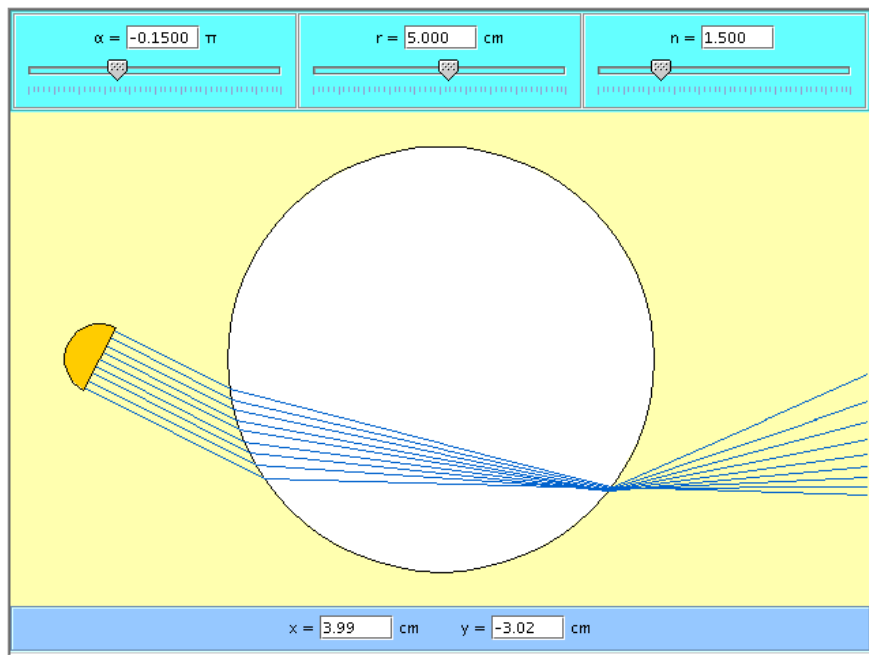 α = -0.1500 π r = 5.000 cm n = 1.500
x = 3.99 cm y = -3.02 cm